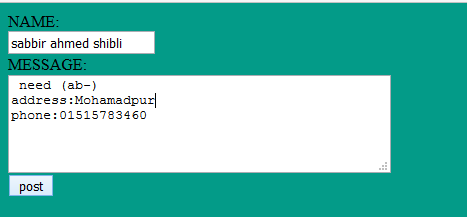 NAME:
sabbir ahmed shibli
MESSAGE:
need (ab-)
address:Mohamadpur
phone:01515783460
post